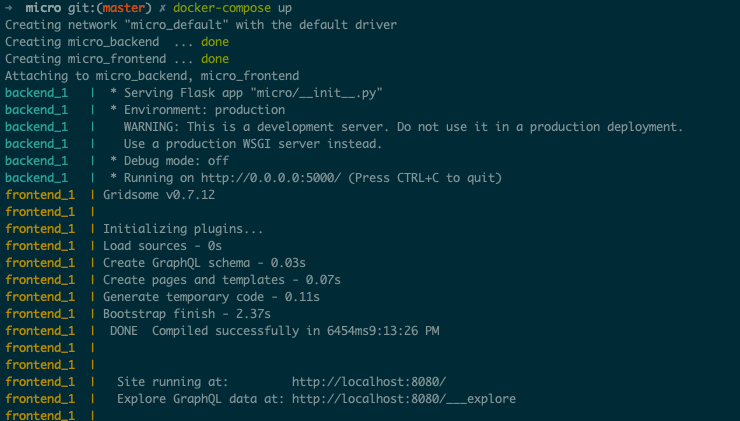 → micro git:(master) ✗ docker-compose up
Creating network "micro_default" with the default driver
Creating micro_backend ... done
Creating micro_frontend ... done
Attaching to micro_backend, micro_frontend
backend_1 | * Serving Flask app "micro/__init__.py"
backend_1 | * Environment: production
backend_1 | WARNING: This is a development server. Do not use it in a production deployment.
backend_1 | Use a production WSGI server instead.
backend_1 | * Debug mode: off
backend_1 | * Running on http://0.0.0.0:5000/ (Press CTRL+C to quit)
frontend_1 | Gridsome v0.7.12
frontend_1 |
frontend_1 | Initializing plugins...
frontend_1 | Load sources - 0s
frontend_1 | Create GraphQL schema - 0.03s
frontend_1 | Create pages and templates - 0.07s
frontend_1 | Generate temporary code - 0.11s
frontend_1 | Bootstrap finish - 2.37s
frontend_1 | DONE Compiled successfully in 6454ms9:13:26 PM
frontend_1 |
frontend_1 |
frontend_1 | Site running at: http://localhost:8080/
frontend_1 | Explore GraphQL data at: http://localhost:8080/___explore
frontend_1 |